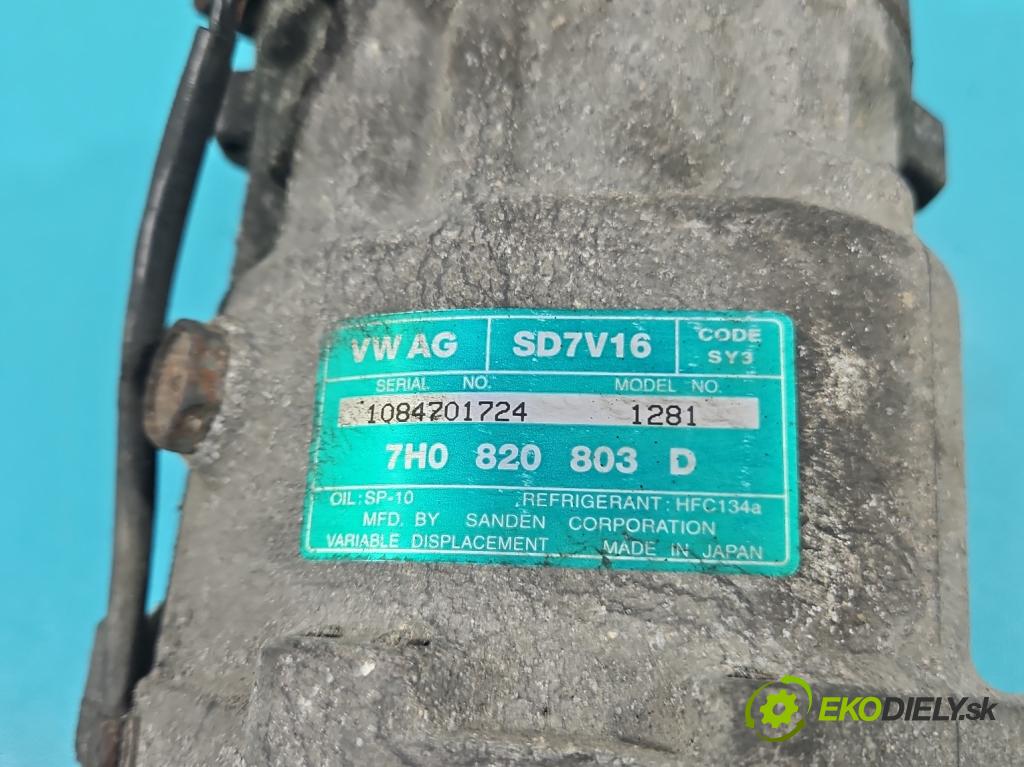 VW AG SD7V16 CODE SY3
SERIAL NO. MODEL NO.
1084701724 1281
7H0 820 803 D
OIL: SP-10 REFRIGERANT: HFC134a
MFD. BY SANDEN CORPORATION
VARIABLE DISPLACEMENT MADE IN JAPAN
EKODIELY.sk